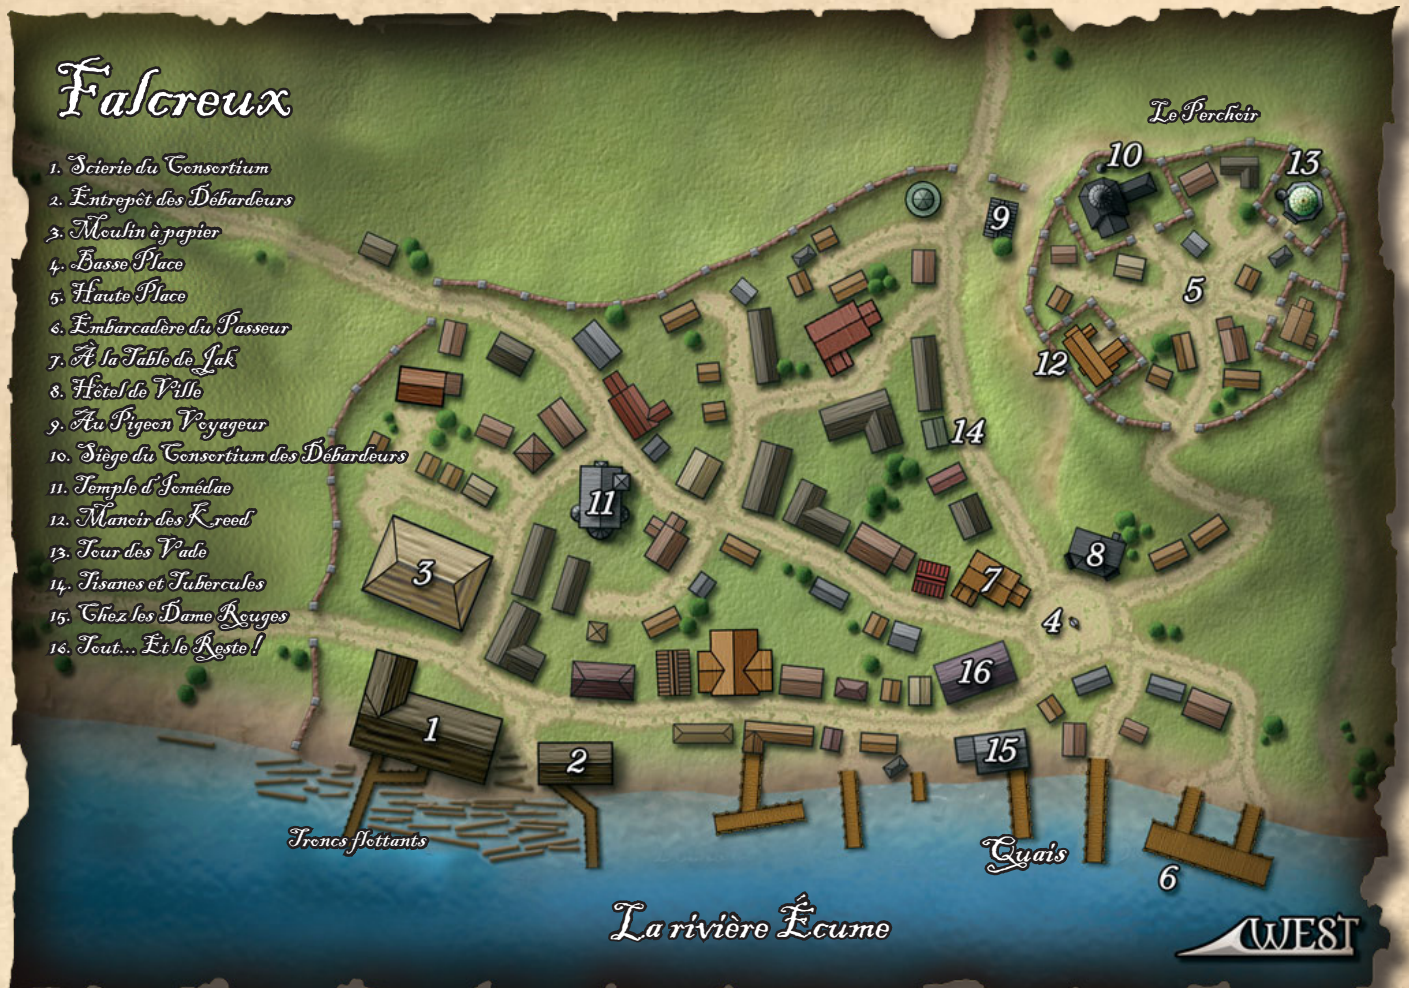 Falcreux
1. Scierie du Consortium
2. Entrepôt des Débardeurs
3. Moulin à papier
4. Basse Place
5. Haute Place
6. Embarcadère du Passeur
7. À la Table de Jak
8. Hôtel de Ville
9. Au Pigeon Voyageur
10. Siège du Consortium des Débardeurs
11. Temple d'Iomédae
12. Manoir des Kreed
13. Tour des Vade
14. Tisanes et Tubercules
15. Chez les Dame Rouges
16. Tout... Et le Reste !
Le Perchoir
10
13
9
5
12
14
11
8
3
7
4
16
1
15
2
Troncs flottants
Quais
6
La rivière Écume
WEST